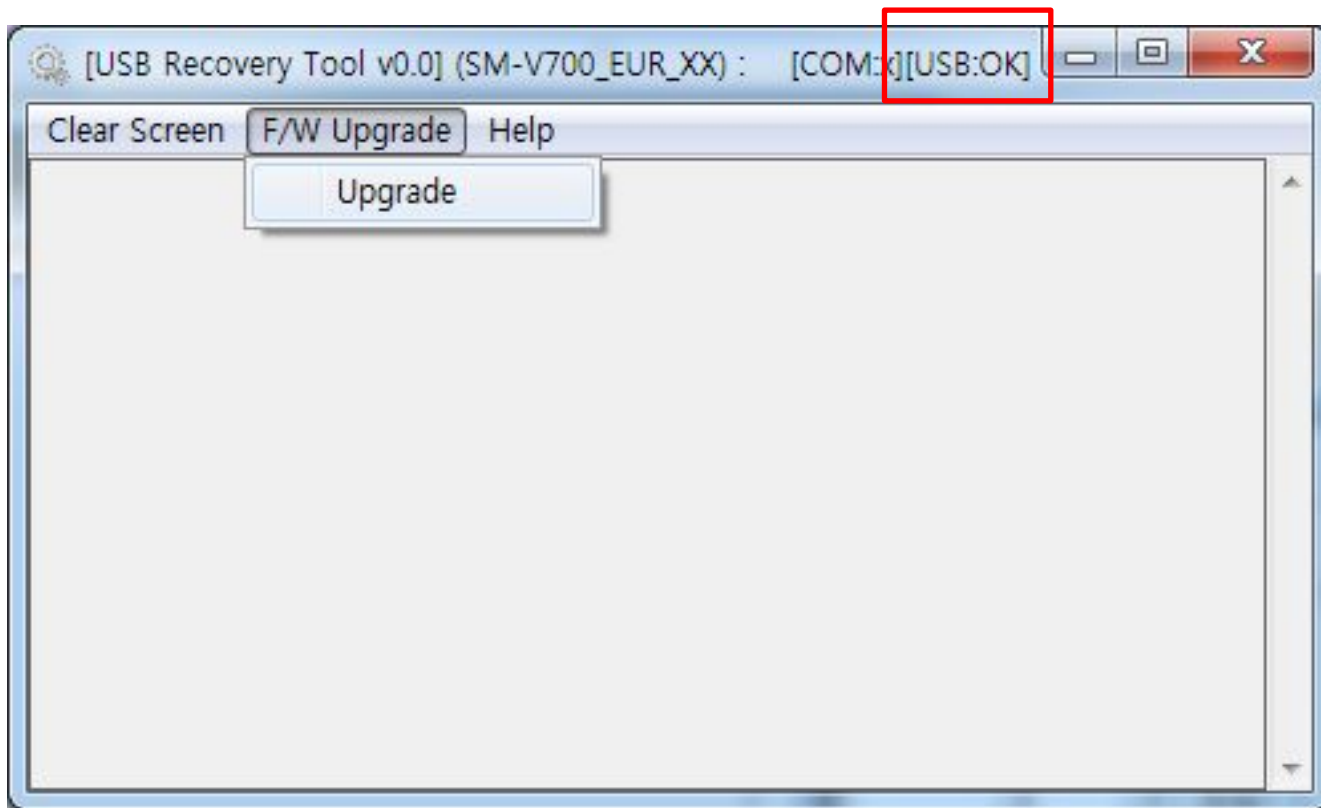 [USB Recovery Tool v0.0] (SM-V700_EUR_XX) : [COM:x][USB:OK]
Clear Screen F/W Upgrade Help
Upgrade